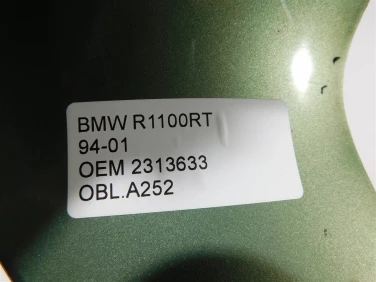 BMW R1100RT
94-01
OEM 2313633
OBL.A252